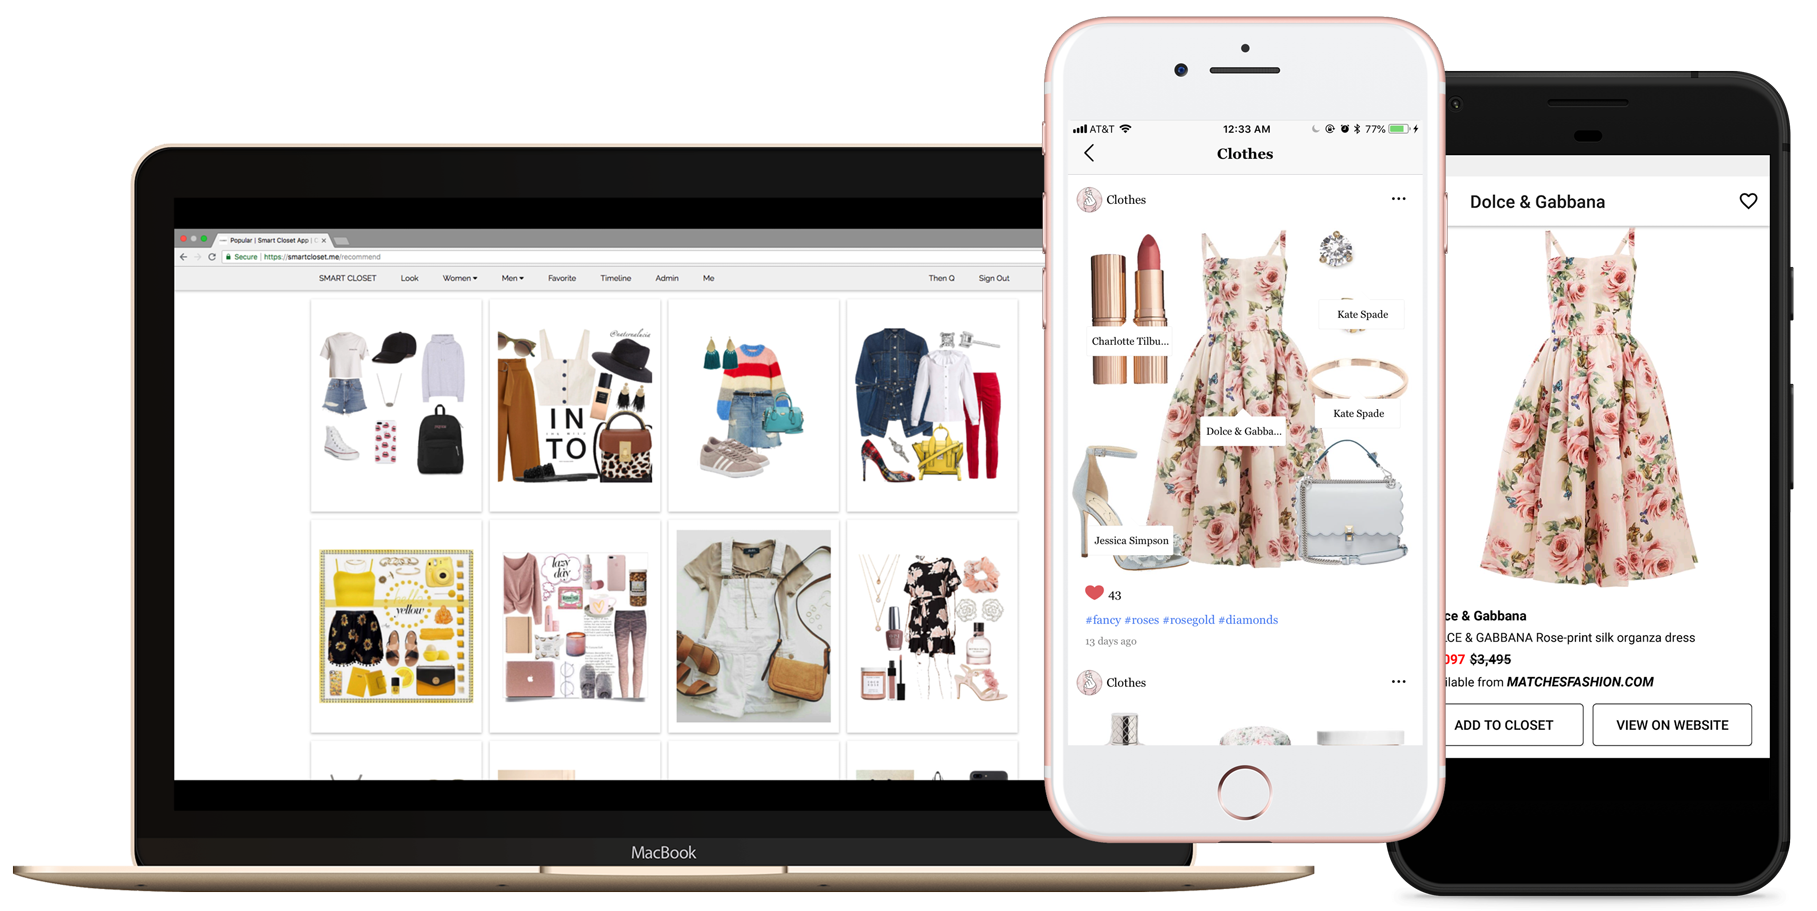 Popular | Smart Closet App |
Secure https://smartcloset.me/recommend
SMART CLOSET Look Women Men Favorite Timeline Admin Me Then Q Sign Out
IN
TO
lazy
day
yellow
MacBook
AT&T 12:33 AM 77%
Clothes
Clothes
Kate Spade
Charlotte Tilbu...
Kate Spade
Dolce & Gabba...
Jessica Simpson
43
#fancy #roses #rosegold #diamonds
13 days ago
Clothes
Dolce & Gabbana
ce & Gabbana
CE & GABBANA Rose-print silk organza dress
097 $3,495
ilable from MATCHESFASHION.COM
ADD TO CLOSET VIEW ON WEBSITE